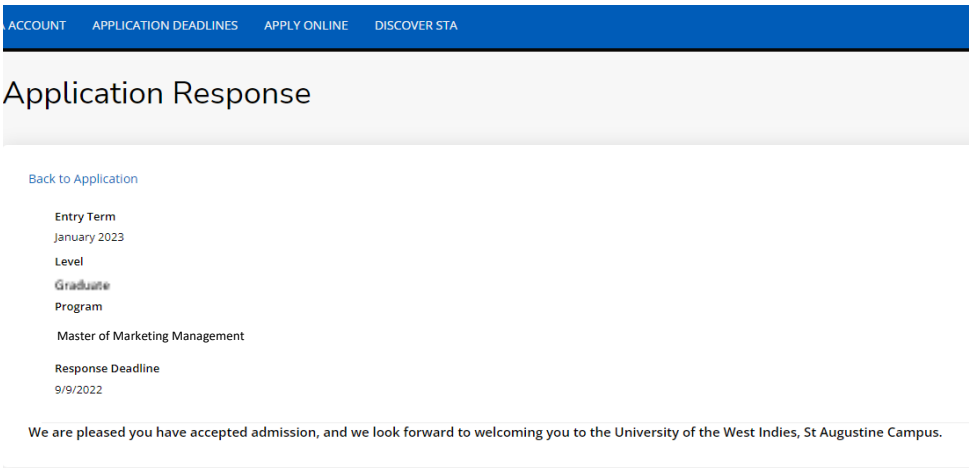 ACCOUNT APPLICATION DEADLINES APPLY ONLINE DISCOVER STA
Application Response
Back to Application
Entry Term
January 2023
Level
Graduate
Program
Master of Marketing Management
Response Deadline
9/9/2022
We are pleased you have accepted admission, and we look forward to welcoming you to the University of the West Indies, St Augustine Campus.